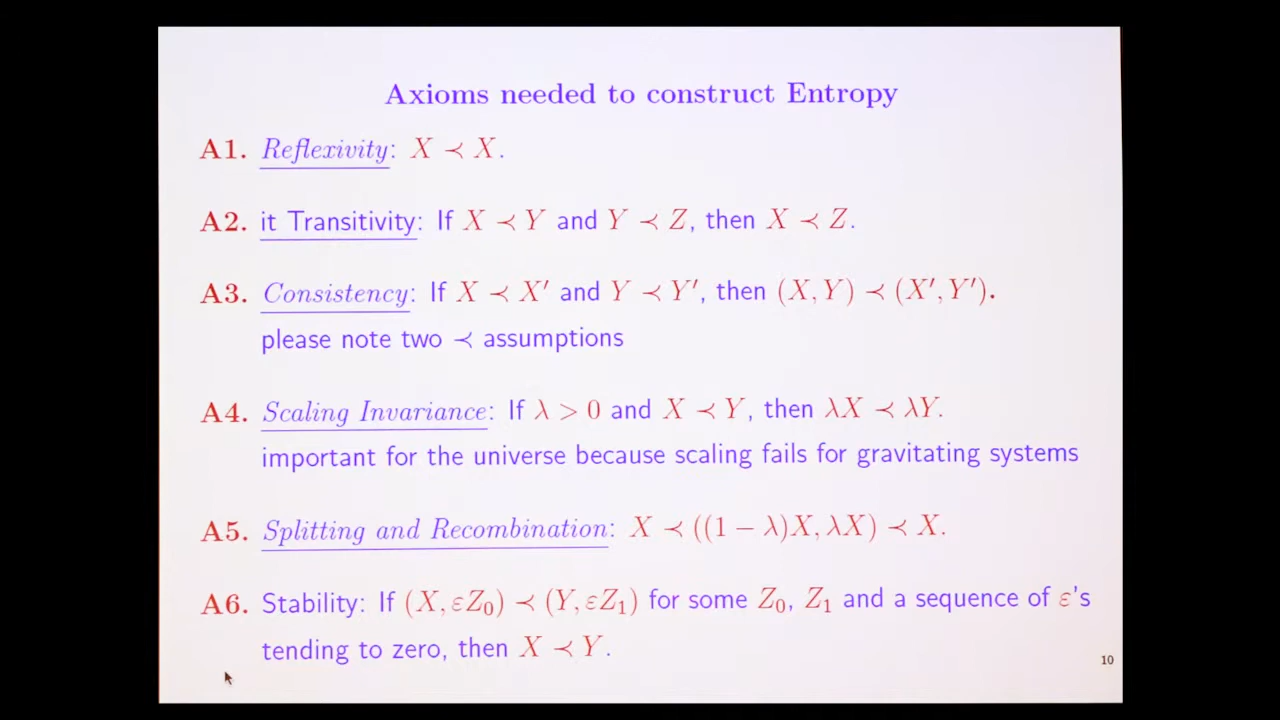 Axioms needed to construct Entropy
A1. Reflexivity: X ≺ X.
A2. it Transitivity: If X ≺ Y and Y ≺ Z, then X ≺ Z.
A3. Consistency: If X ≺ X′ and Y ≺ Y′, then (X, Y) ≺ (X′, Y′).
please note two ≺ assumptions
A4. Scaling Invariance: If λ > 0 and X ≺ Y, then λX ≺ λY.
important for the universe because scaling fails for gravitating systems
A5. Splitting and Recombination: X ≺ ((1 − λ)X, λX) ≺ X.
A6. Stability: If (X, εZ₀) ≺ (Y, εZ₁) for some Z₀, Z₁ and a sequence of ε's
tending to zero, then X ≺ Y.
10